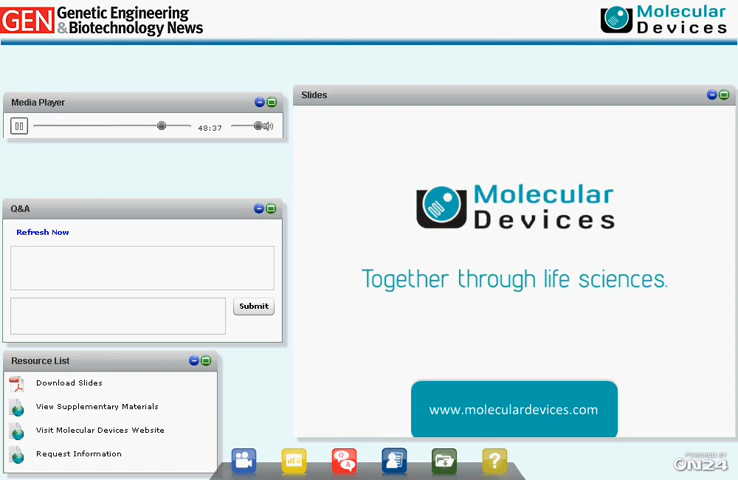 GEN Genetic Engineering
&Biotechnology News
Molecular
Devices
Media Player
48:37
Slides
Molecular
Devices
Together through life sciences.
www.moleculardevices.com
Q&A
Refresh Now
Submit
Resource List
Download Slides
View Supplementary Materials
Visit Molecular Devices Website
Request Information
Q
A
?
POWERED BY
ON24